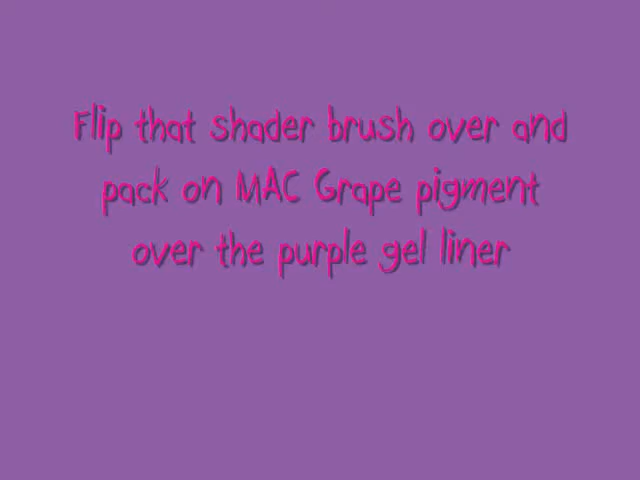 Flip that shader brush over and
pack on MAC Grape pigment
over the purple gel liner